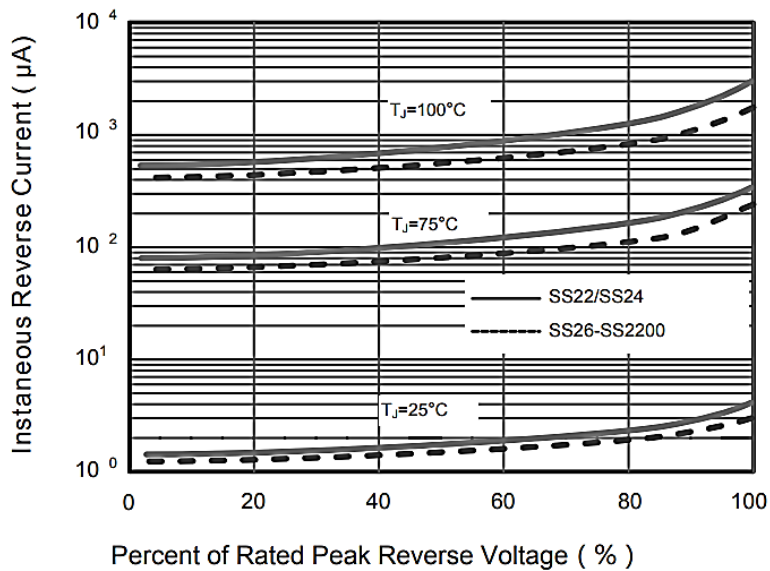 Instaneous Reverse Current ( μA )
10 4
10 3
10 2
10 1
10 0
TJ=100°C
TJ=75°C
SS22/SS24
SS26-SS2200
TJ=25°C
0 20 40 60 80 100
Percent of Rated Peak Reverse Voltage ( % )